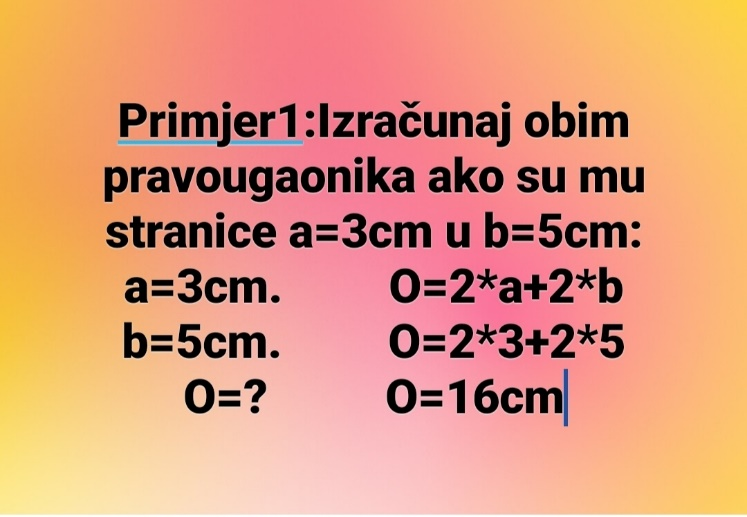 Primjer1:Izračunaj obim
pravougaonika ako su mu
stranice a=3cm u b=5cm:
a=3cm. O=2*a+2*b
b=5cm. O=2*3+2*5
O=? O=16cm